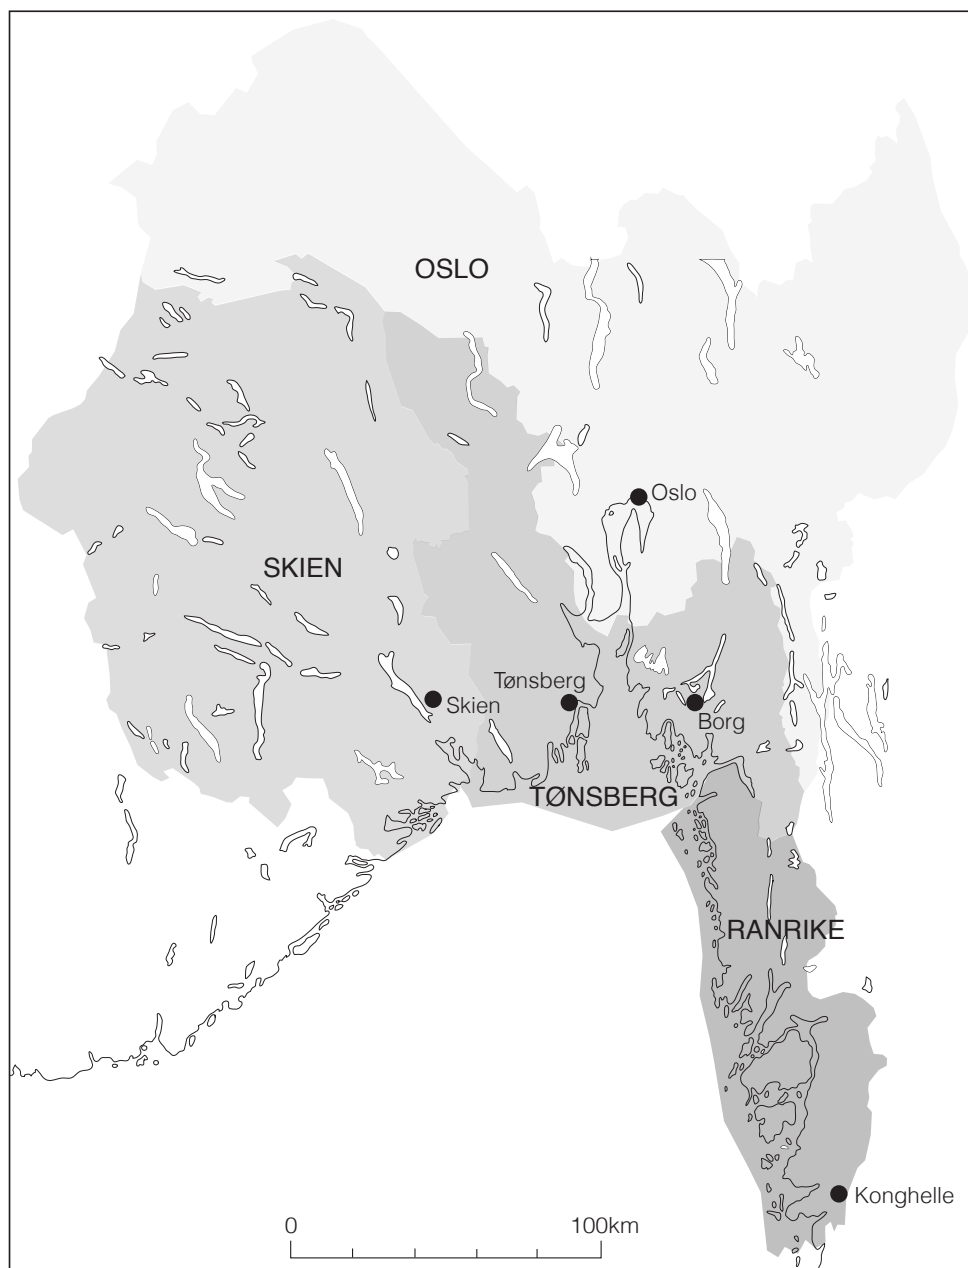 OSLO
Oslo
SKIEN
Tønsberg
Skien
Borg
TØNSBERG
RANRIKE
Konghelle
0
100km